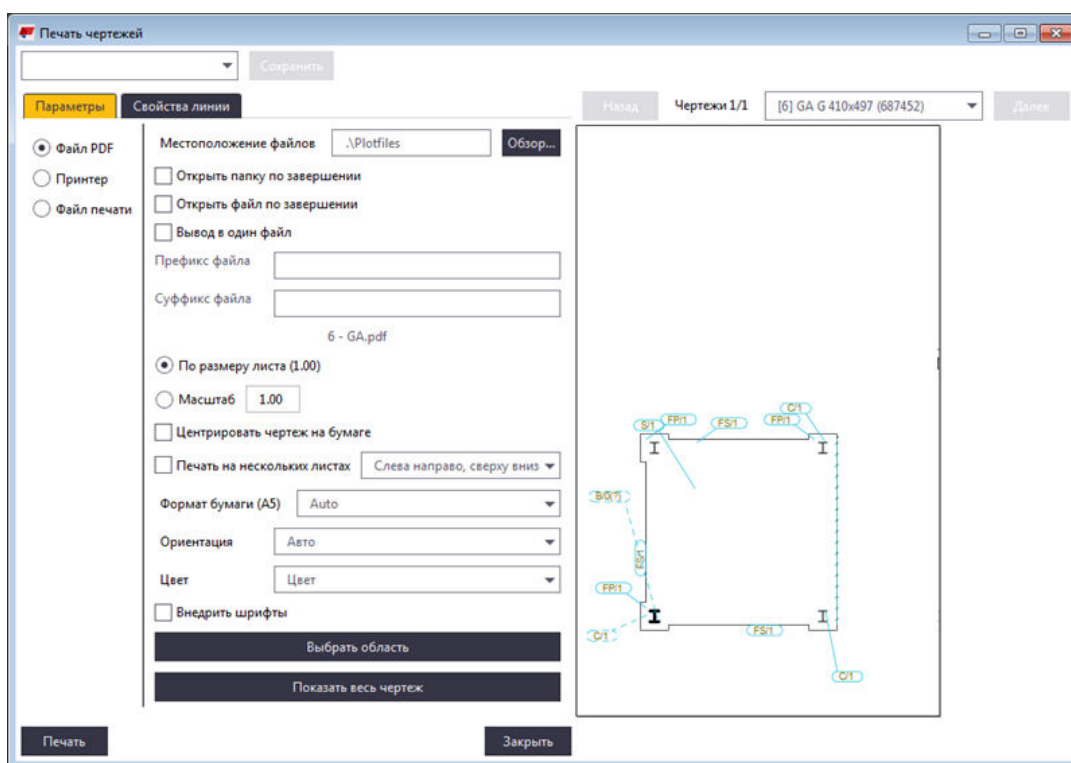 Печать чертежей
Сохранить
Параметры Свойства линии
Назад Чертежи 1/1 [6] GA G 410x497 (687452) Далее
Файл PDF
Принтер
Файл печати
Местоположение файлов .\Plotfiles Обзор...
Открыть папку по завершении
Открыть файл по завершении
Вывод в один файл
Префикс файла
Суффикс файла
6 - GA.pdf
По размеру листа (1.00)
Масштаб 1.00
Центрировать чертеж на бумаге
Печать на нескольких листах Слева направо, сверху вниз
Формат бумаги (A5) Auto
Ориентация Авто
Цвет Цвет
Внедрить шрифты
Выбрать область
Показать весь чертеж
Печать Закрыть
C/1
S/1 FP/1 FS/1 FP/1
FS/1
FP/1
C/1 FS/1
C/1